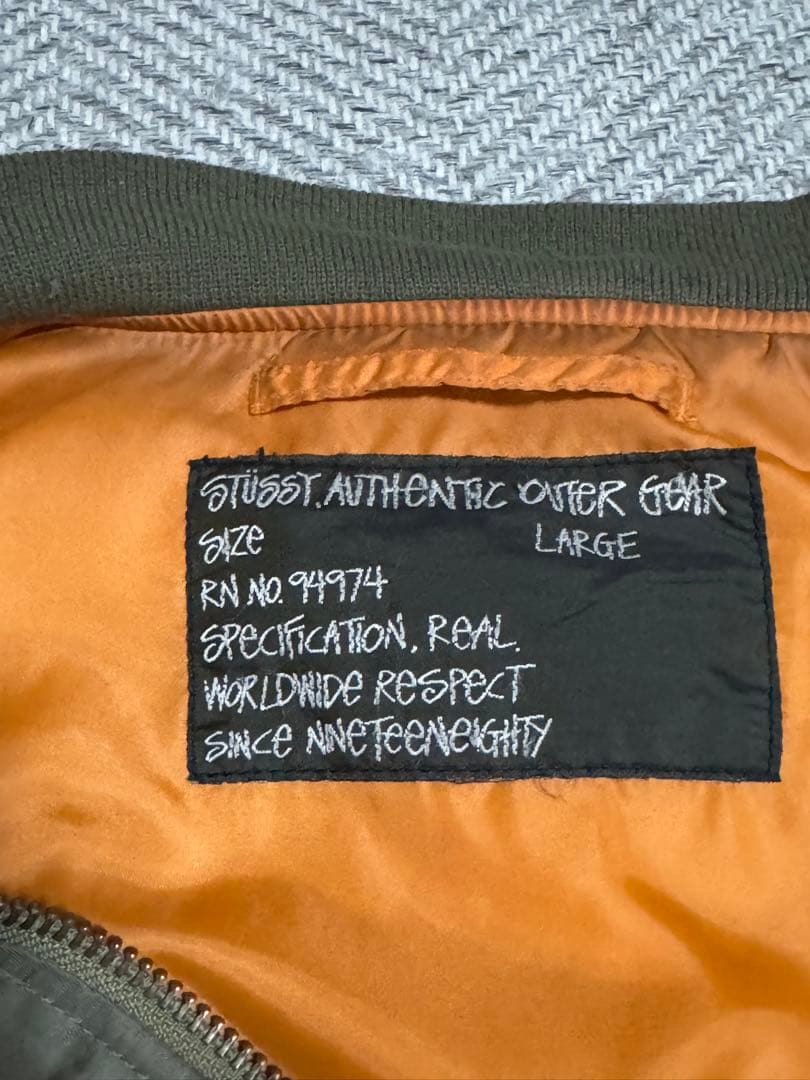 STÜSSY. AUTHENTIC OUTER GEAR
SIZE LARGE
RN NO. 94974
SPECIFICATION. REAL.
WORLDWIDE RESPECT
SINCE NINETEENEIGHTY